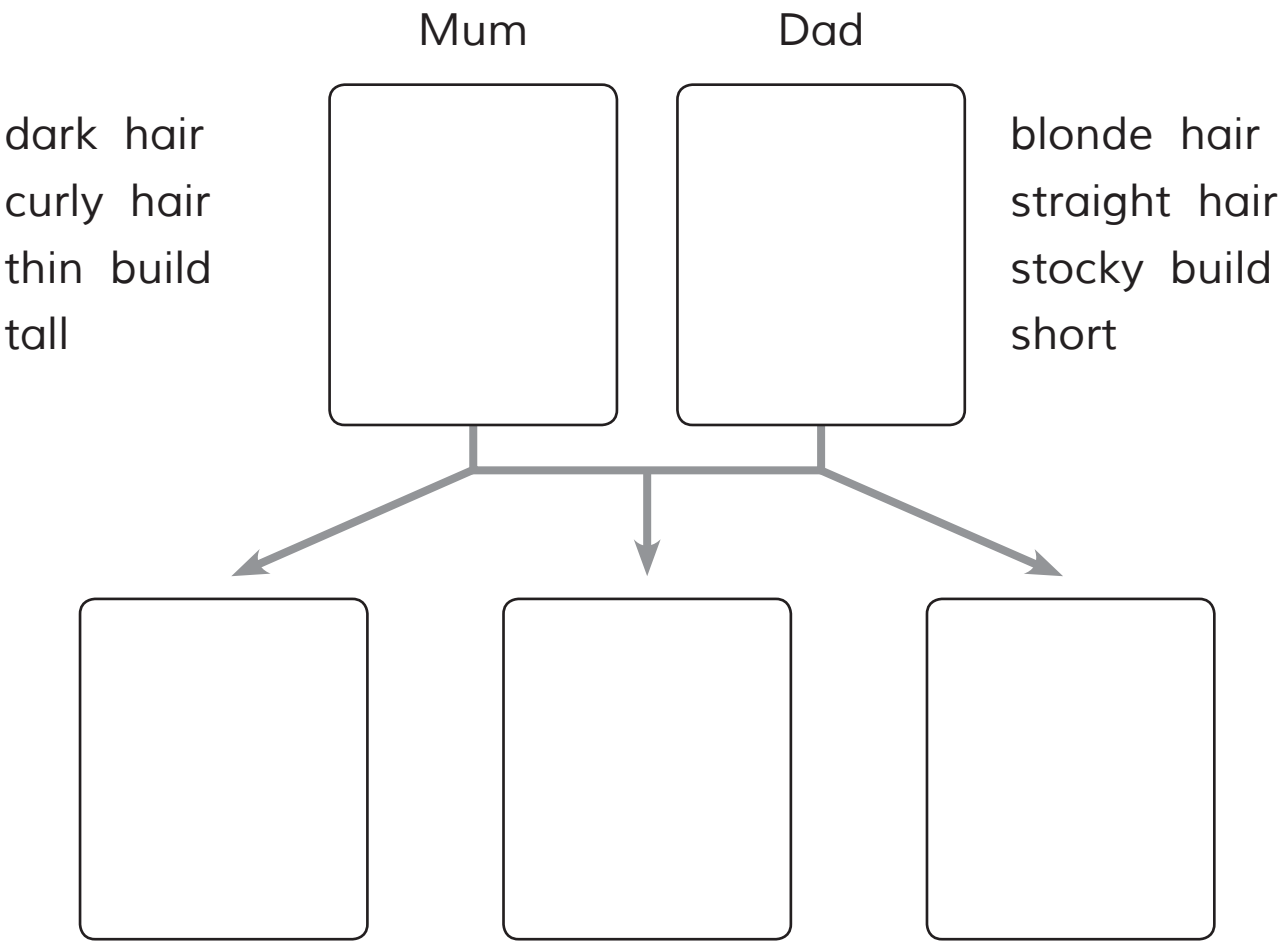 Mum
Dad
dark hair
curly hair
thin build
tall
blonde hair
straight hair
stocky build
short